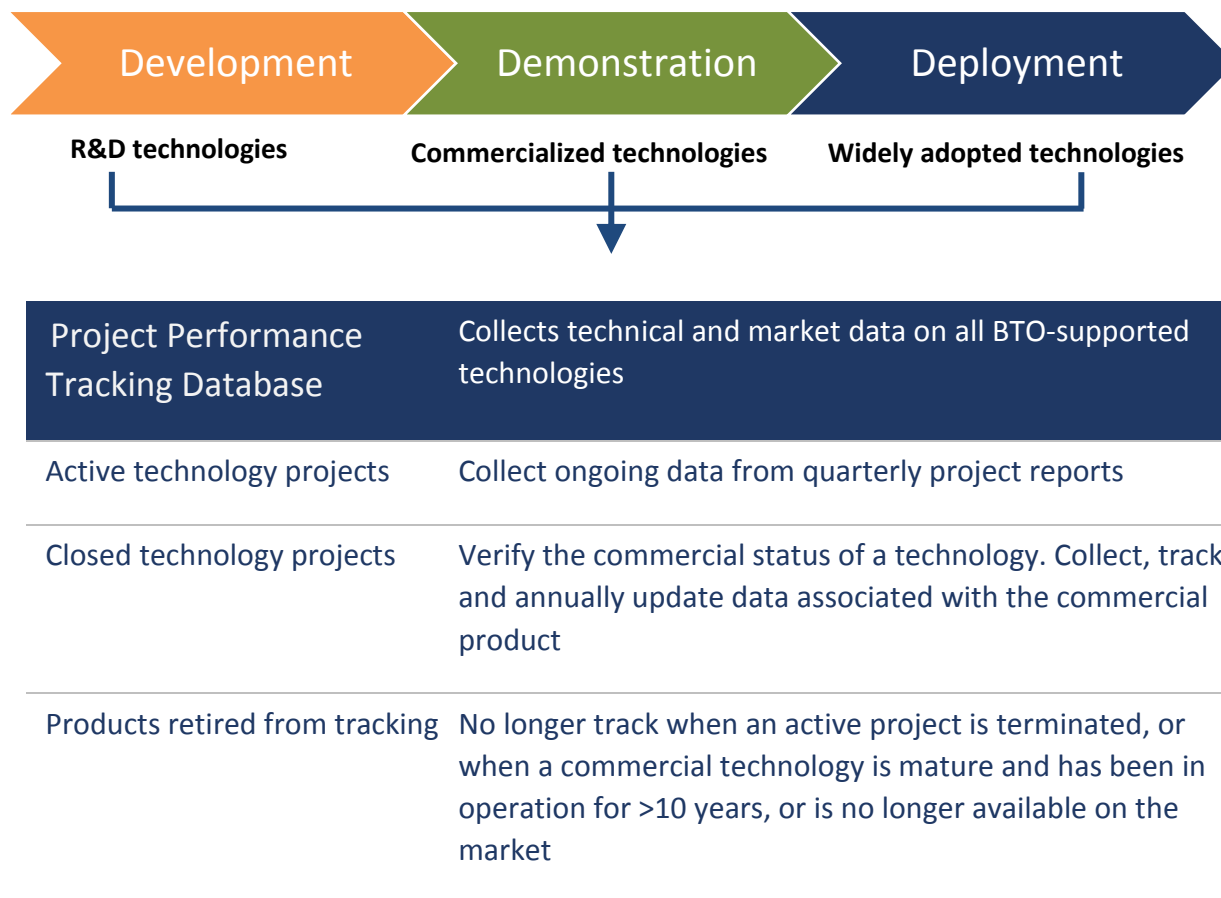 Development Demonstration Deployment
R&D technologies Commercialized technologies Widely adopted technologies
Project Performance
Tracking Database
Collects technical and market data on all BTO-supported
technologies
Active technology projects
Collect ongoing data from quarterly project reports
Closed technology projects
Verify the commercial status of a technology. Collect, track
and annually update data associated with the commercial
product
Products retired from tracking
No longer track when an active project is terminated, or
when a commercial technology is mature and has been in
operation for >10 years, or is no longer available on the
market